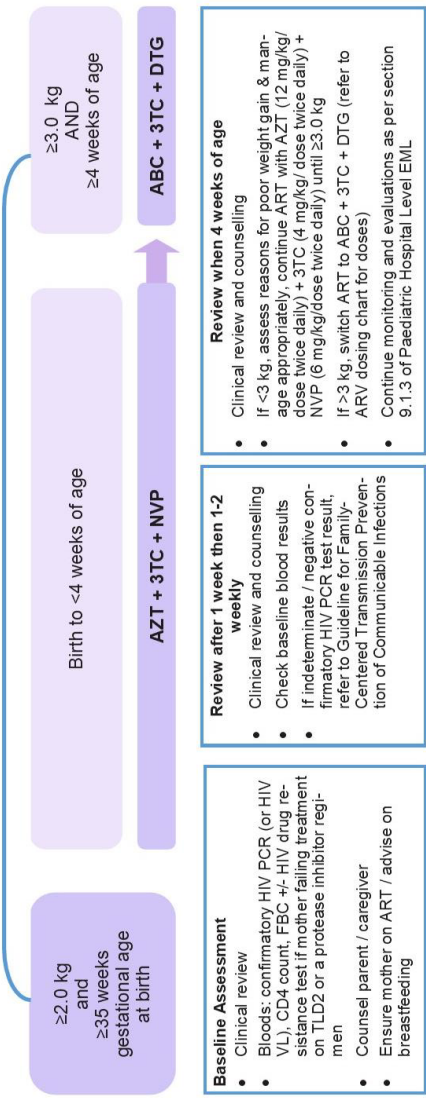 ≥2.0 kg
and
≥35 weeks
gestational age
at birth
Birth to <4 weeks of age
≥3.0 kg
AND
≥4 weeks of age
AZT + 3TC + NVP
ABC + 3TC + DTG
Baseline Assessment
• Clinical review
• Bloods: confirmatory HIV PCR (or HIV
VL), CD4 count, FBC +/- HIV drug re-
sistance test if mother failing treatment
on TLD2 or a protease inhibitor regi-
men
• Counsel parent / caregiver
• Ensure mother on ART / advise on
breastfeeding
Review after 1 week then 1-2
weekly
• Clinical review and counselling
• Check baseline blood results
• If indeterminate / negative con-
firmatory HIV PCR test result,
refer to Guideline for Family-
Centered Transmission Preven-
tion of Communicable Infections
Review when 4 weeks of age
• Clinical review and counselling
• If <3 kg, assess reasons for poor weight gain & man-
age appropriately, continue ART with AZT (12 mg/kg/
dose twice daily) + 3TC (4 mg/kg/ dose twice daily) +
NVP (6 mg/kg/dose twice daily) until ≥3.0 kg
• If >3 kg, switch ART to ABC + 3TC + DTG (refer to
ARV dosing chart for doses)
• Continue monitoring and evaluations as per section
9.1.3 of Paediatric Hospital Level EML